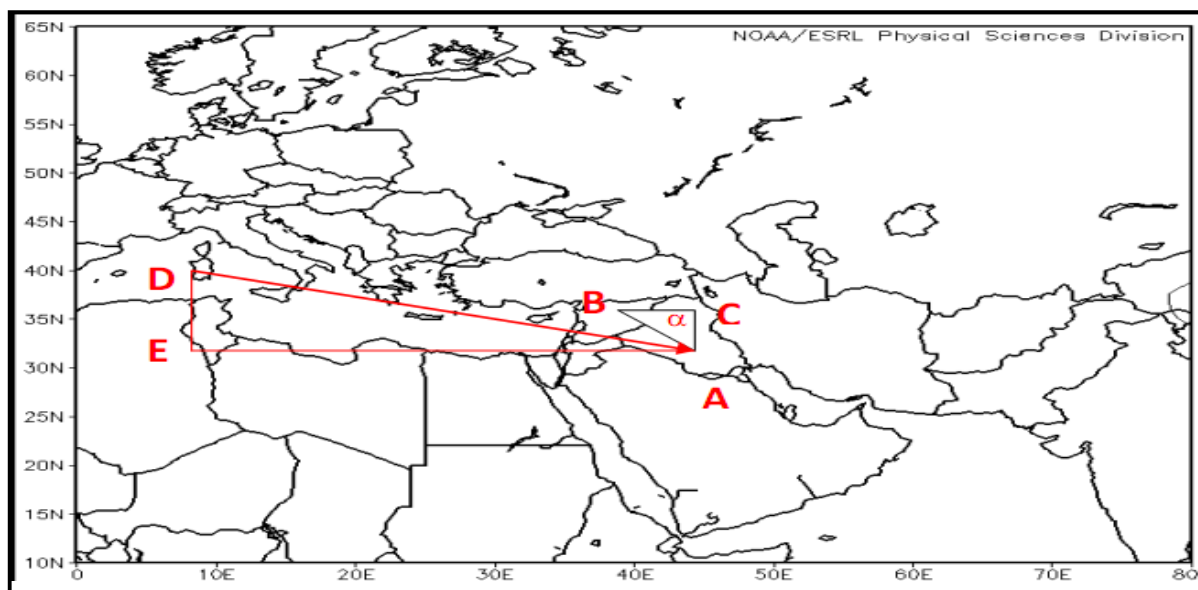 65N
NOAA/ESRL Physical Sciences Division
60N
55N
50N
45N
40N
D
B
α
C
35N
E
30N
A
25N
20N
15N
10N
0 10E 20E 30E 40E 50E 60E 70E 80